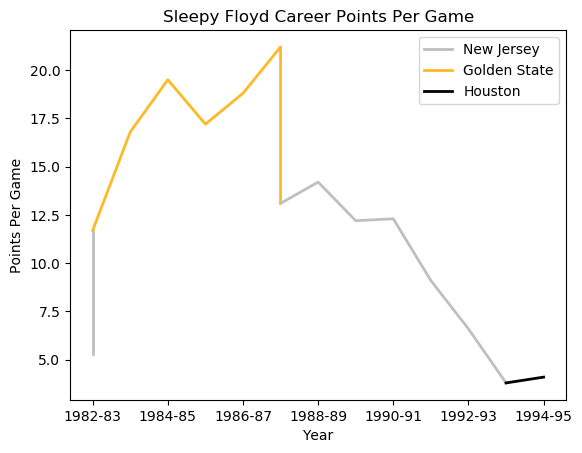 Sleepy Floyd Career Points Per Game
New Jersey
Golden State
Houston
Points Per Game
20.0
17.5
15.0
12.5
10.0
7.5
5.0
1982-83 1984-85 1986-87 1988-89 1990-91 1992-93 1994-95
Year